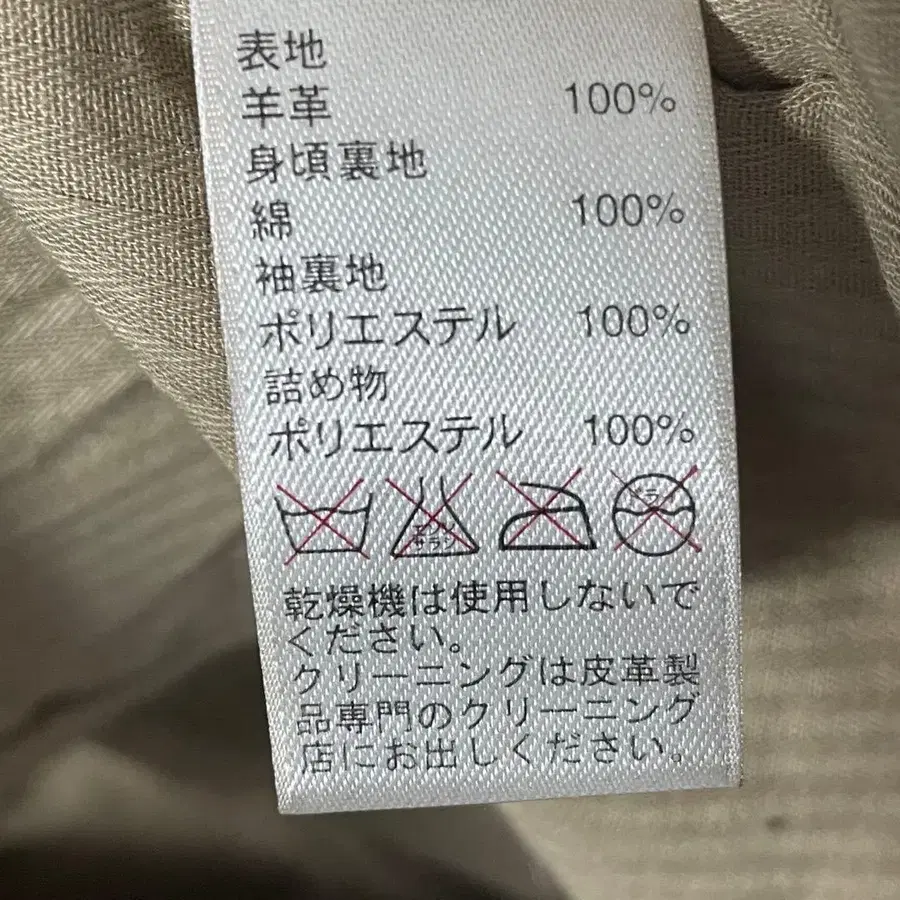 表地
羊革 100%
身頃裏地
綿 100%
袖裏地
ポリエステル 100%
詰め物
ポリエステル 100%
乾燥機は使用しないで
ください。
クリーニングは皮革製
品専門のクリーニング
店にお出しください。